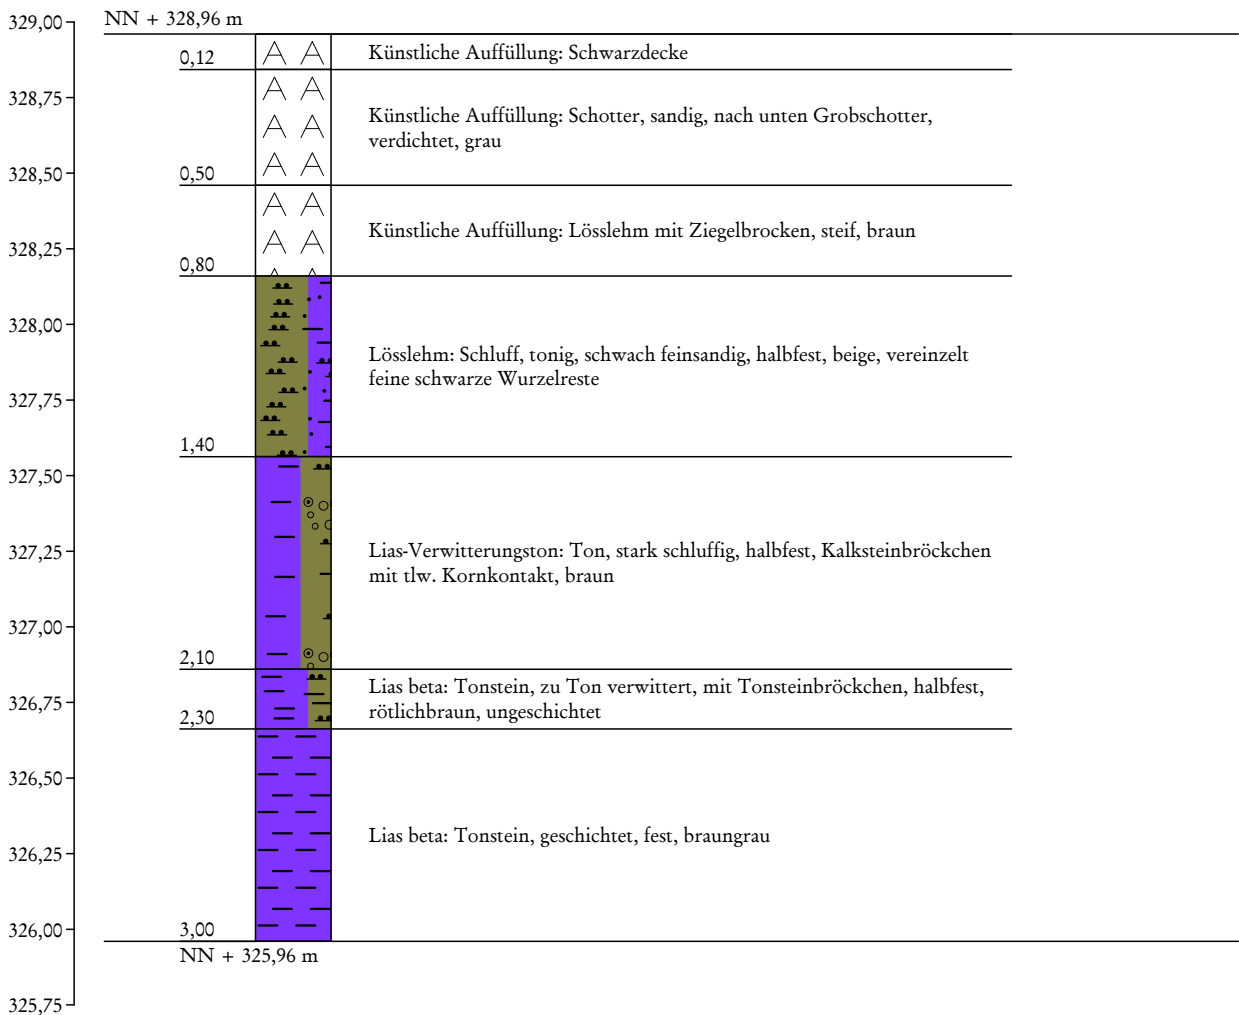 329,00
NN + 328,96 m
0,12
Künstliche Auffüllung: Schwarzdecke
328,75
Künstliche Auffüllung: Schotter, sandig, nach unten Grobschotter,
verdichtet, grau
328,50
0,50
Künstliche Auffüllung: Lösslehm mit Ziegelbrocken, steif, braun
328,25
0,80
328,00
Lösslehm: Schluff, tonig, schwach feinsandig, halbfest, beige, vereinzelt
feine schwarze Wurzelreste
327,75
1,40
327,50
327,25
Lias-Verwitterungston: Ton, stark schluffig, halbfest, Kalksteinbröckchen
mit tlw. Kornkontakt, braun
327,00
2,10
Lias beta: Tonstein, zu Ton verwittert, mit Tonsteinbröckchen, halbfest,
rötlichbraun, ungeschichtet
326,75
2,30
326,50
Lias beta: Tonstein, geschichtet, fest, braungrau
326,25
326,00
3,00
NN + 325,96 m
325,75